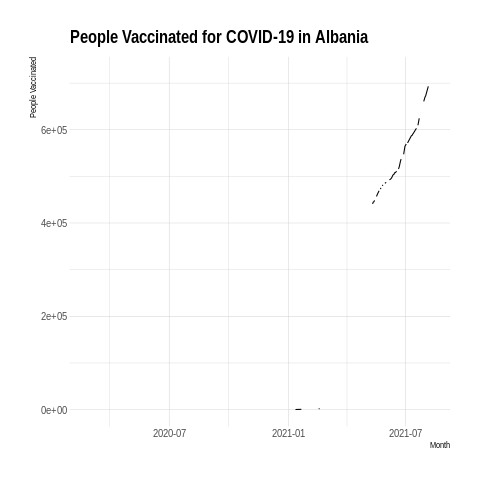 People Vaccinated for COVID-19 in Albania
People Vaccinated
6e+05
4e+05
2e+05
0e+00
2020-07
2021-01
2021-07
Month